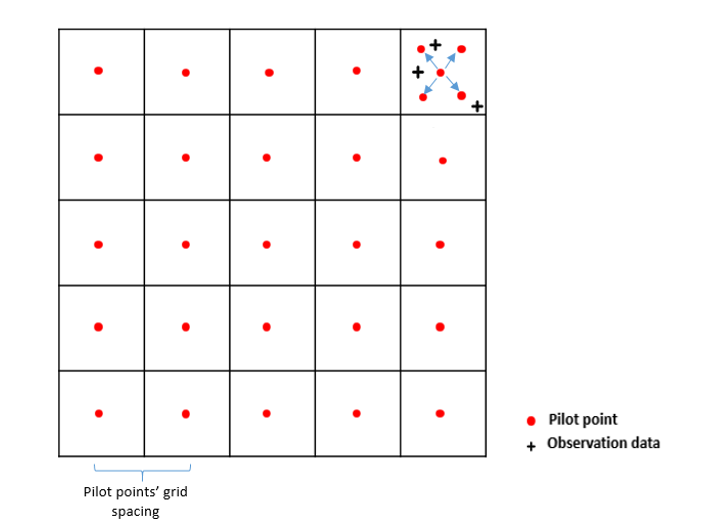 Pilot point
Observation data
Pilot points' grid
spacing